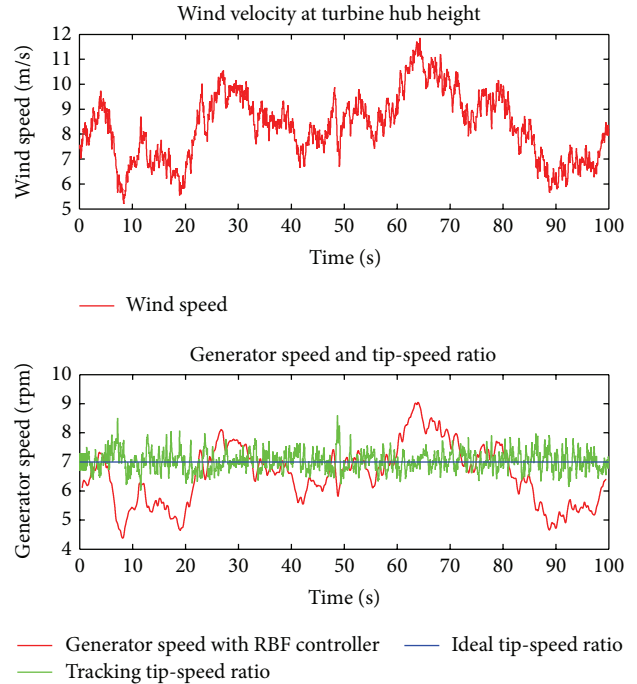 Wind velocity at turbine hub height
12
11
10
9
8
7
6
5
Wind speed (m/s)
0 10 20 30 40 50 60 70 80 90 100
Time (s)
Wind speed
Generator speed and tip-speed ratio
10
9
8
7
6
5
4
Generator speed (rpm)
0 10 20 30 40 50 60 70 80 90 100
Time (s)
Generator speed with RBF controller
Ideal tip-speed ratio
Tracking tip-speed ratio